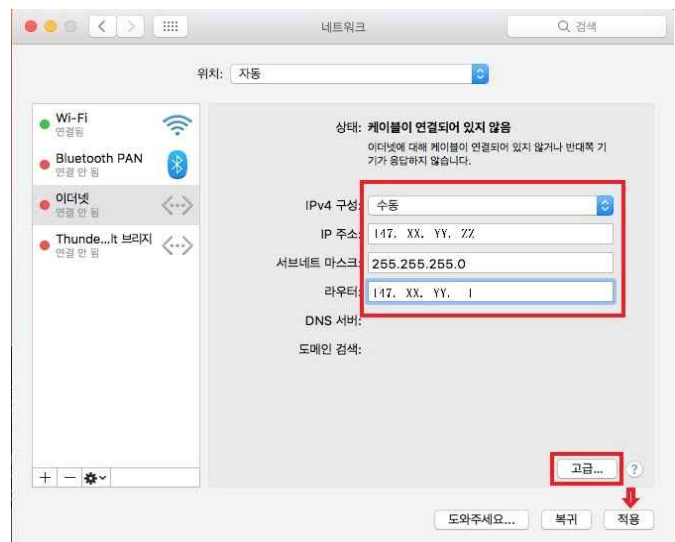 네트워크
검색
위치: 자동
Wi-Fi
연결됨
Bluetooth PAN
연결 안 됨
이더넷
연결 안 됨
Thunde...lt 브리지
연결 안 됨
상태: 케이블이 연결되어 있지 않음
이더넷에 대해 케이블이 연결되어 있지 않거나 반대쪽 기
기가 응답하지 않습니다.
IPv4 구성: 수동
IP 주소: 147. XX. YY. ZZ
서브네트 마스크: 255.255.255.0
라우터: 147. XX. YY. 1
DNS 서버:
도메인 검색:
고급... ?
도와주세요... 복귀 적용